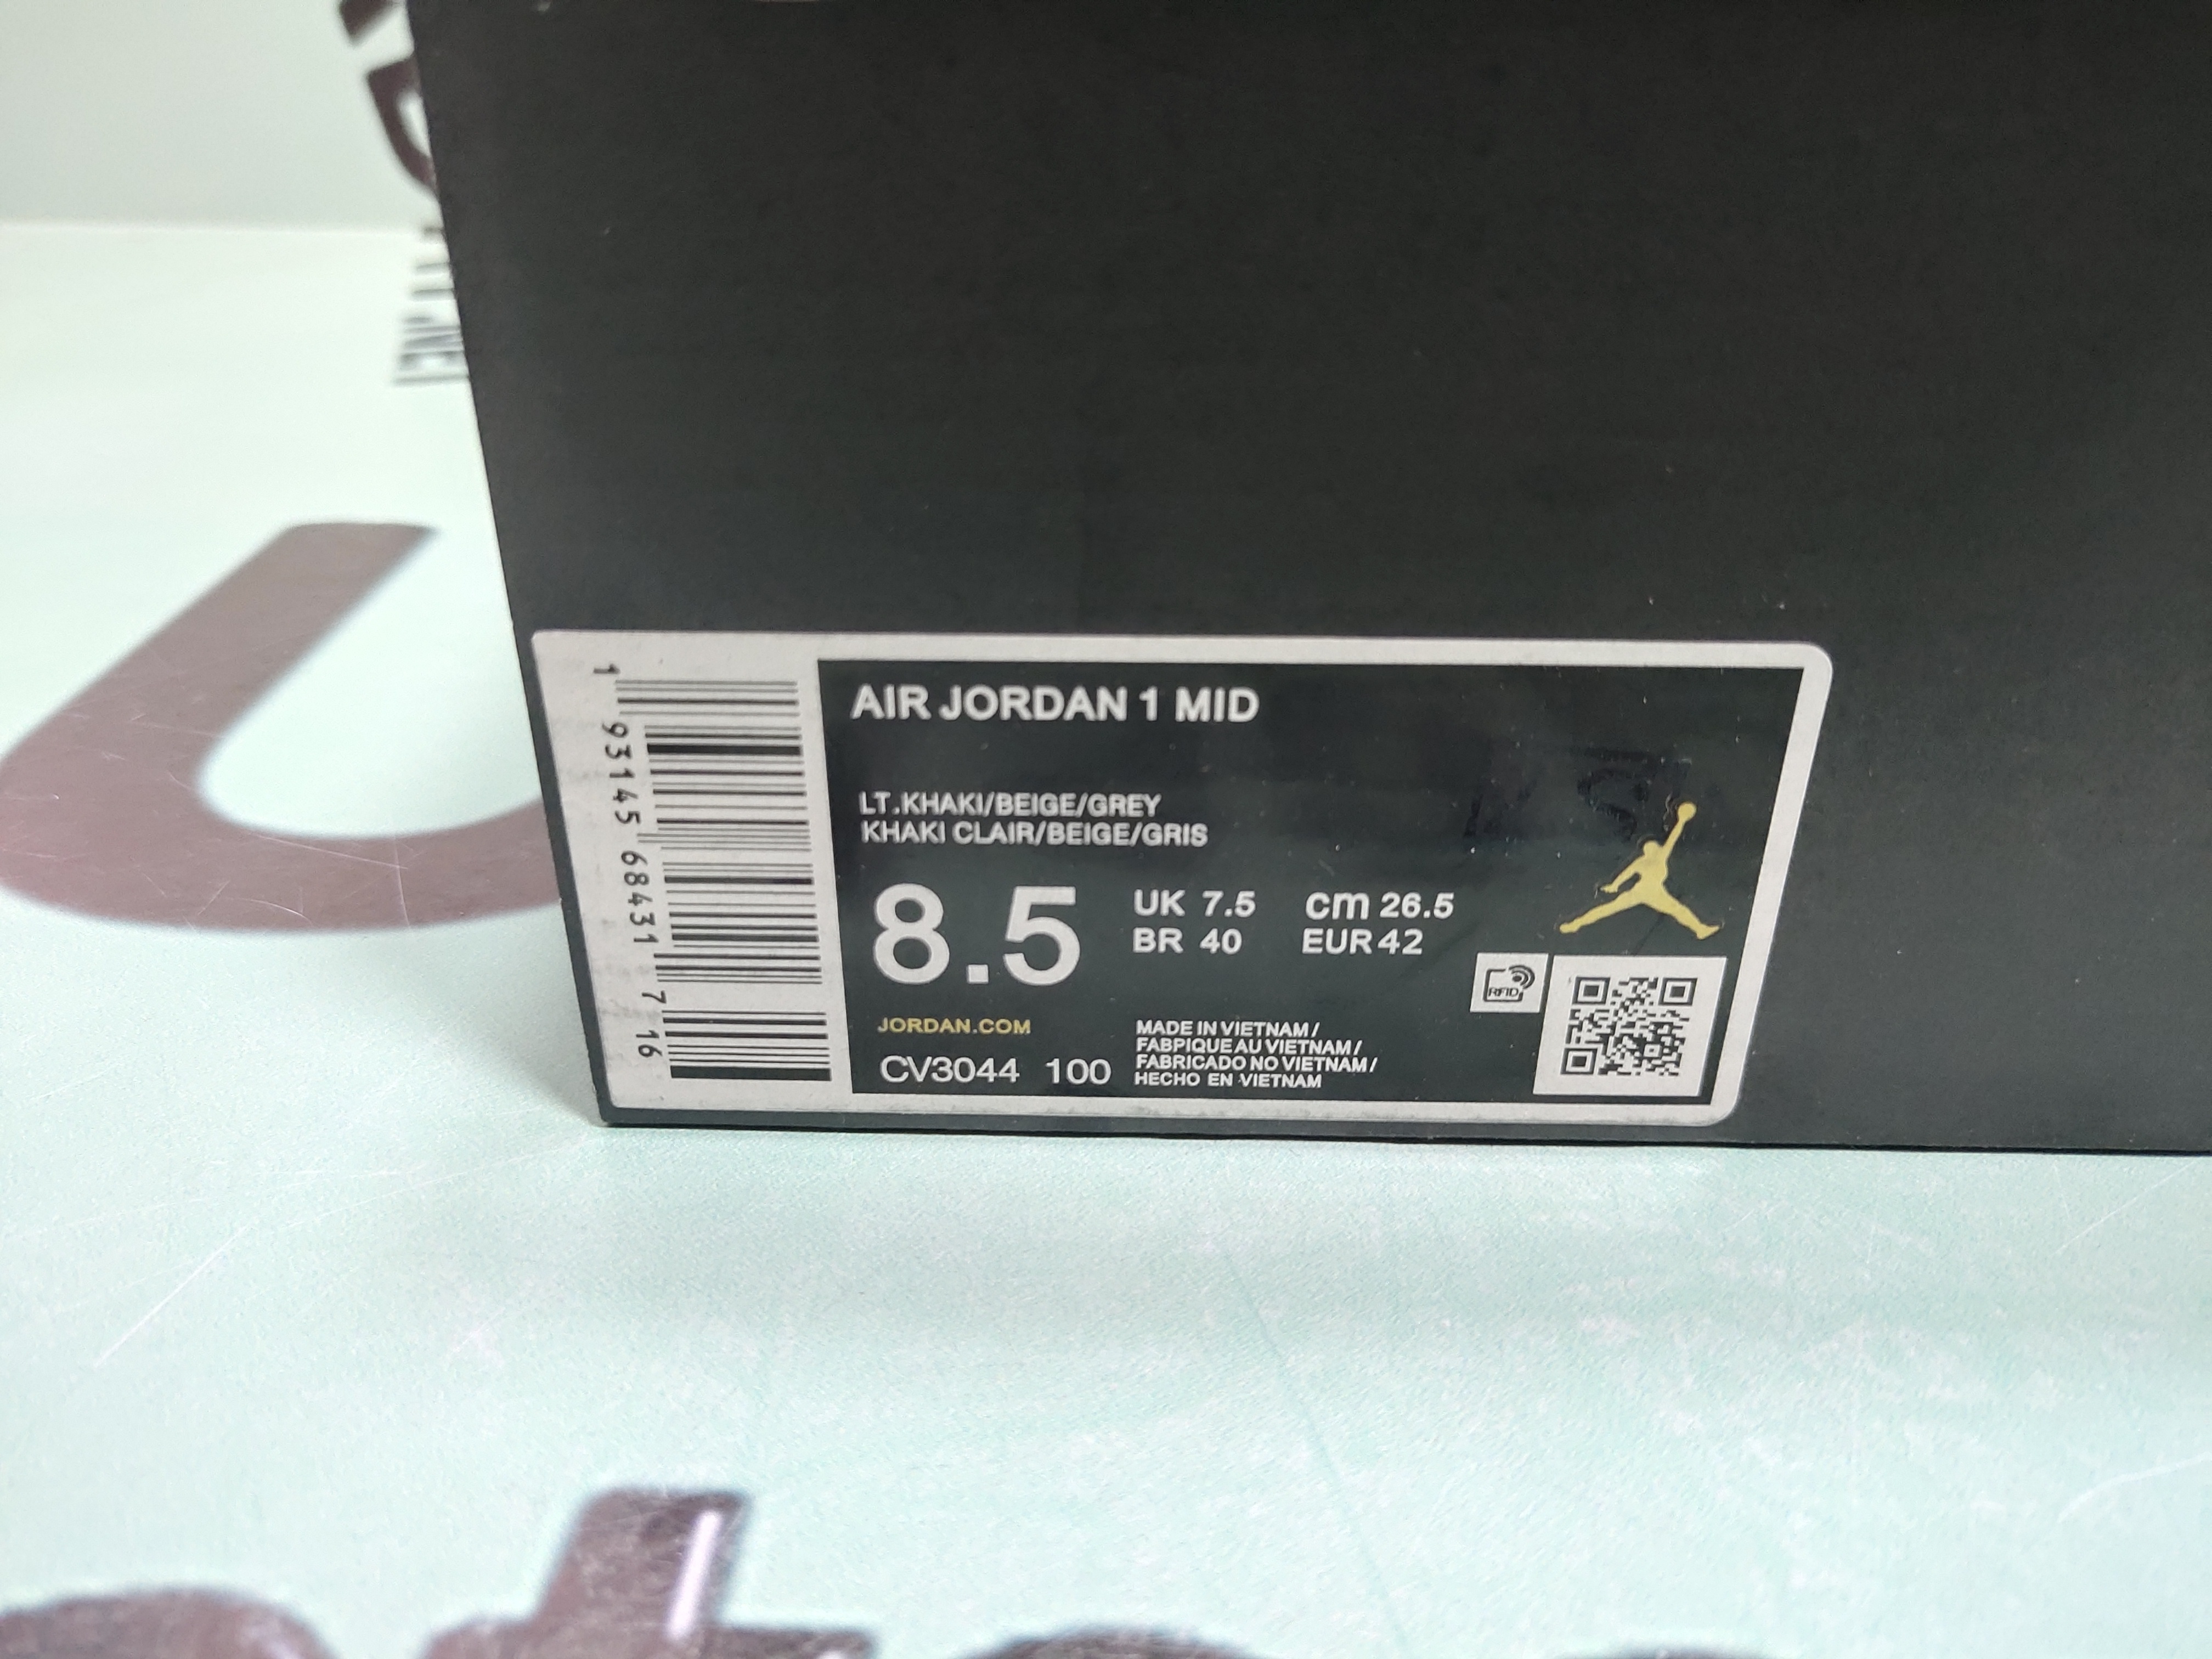 AIR JORDAN 1 MID
LT.KHAKI/BEIGE/GREY
KHAKI CLAIR/BEIGE/GRIS
8.5
UK 7.5 cm 26.5
BR 40 EUR 42
RFID
JORDAN.COM
CV3044 100
MADE IN VIETNAM /
FABPIQUE AU VIETNAM /
FABRICADO NO VIETNAM /
HECHO EN VIETNAM
1 93145 68431 7 16